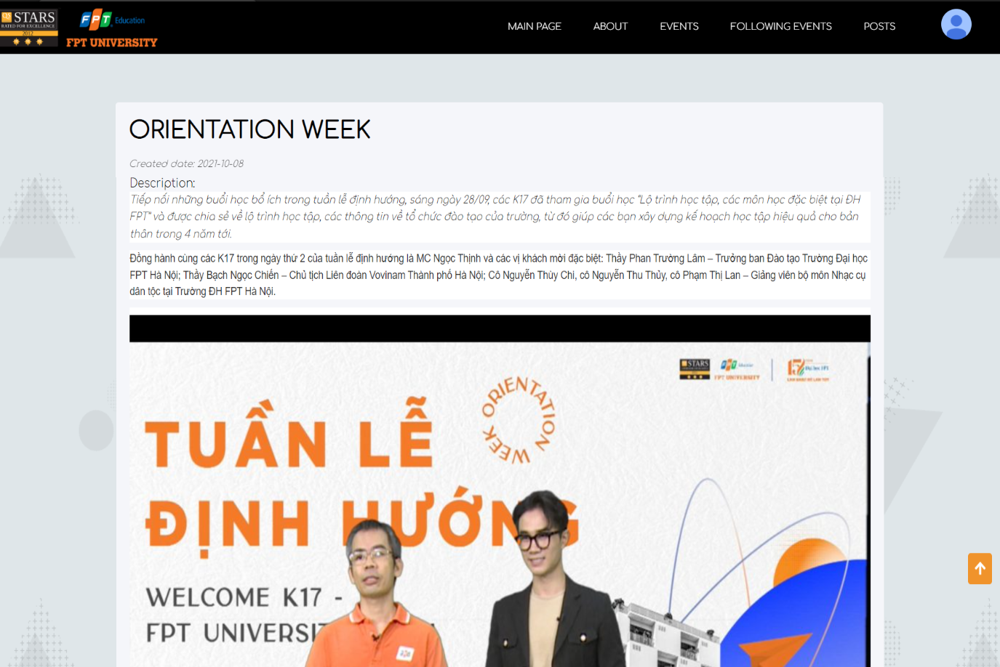 QS STARS
RATED FOR EXCELLENCE
2012
FPT Education
FPT UNIVERSITY
MAIN PAGE
ABOUT
EVENTS
FOLLOWING EVENTS
POSTS
ORIENTATION WEEK
Created date: 2021-10-08
Description:
Tiếp nối những buổi học bổ ích trong tuần lễ định hướng, sáng ngày 28/09, các K17 đã tham gia buổi học "Lộ trình học tập, các môn học đặc biệt tại ĐH
FPT" và được chia sẻ về lộ trình học tập, các thông tin về tổ chức đào tạo của trường, từ đó giúp các bạn xây dựng kế hoạch học tập hiệu quả cho bản
thân trong 4 năm tới.
Đồng hành cùng các K17 trong ngày thứ 2 của tuần lễ định hướng là MC Ngọc Thịnh và các vị khách mời đặc biệt: Thầy Phan Trường Lâm – Trưởng ban Đào tạo Trường Đại học
FPT Hà Nội; Thầy Bạch Ngọc Chiến – Chủ tịch Liên đoàn Vovinam Thành phố Hà Nội; Cô Nguyễn Thùy Chi, cô Nguyễn Thu Thủy, cô Phạm Thị Lan – Giảng viên bộ môn Nhạc cụ
dân tộc tại Trường ĐH FPT Hà Nội.
STARS
FPT Education
FPT UNIVERSITY
15
Đại học FPT
ORIENTATION WEEK
TUẦN LỄ
ĐỊNH HƯỚNG
WELCOME K17 -
FPT UNIVERSI